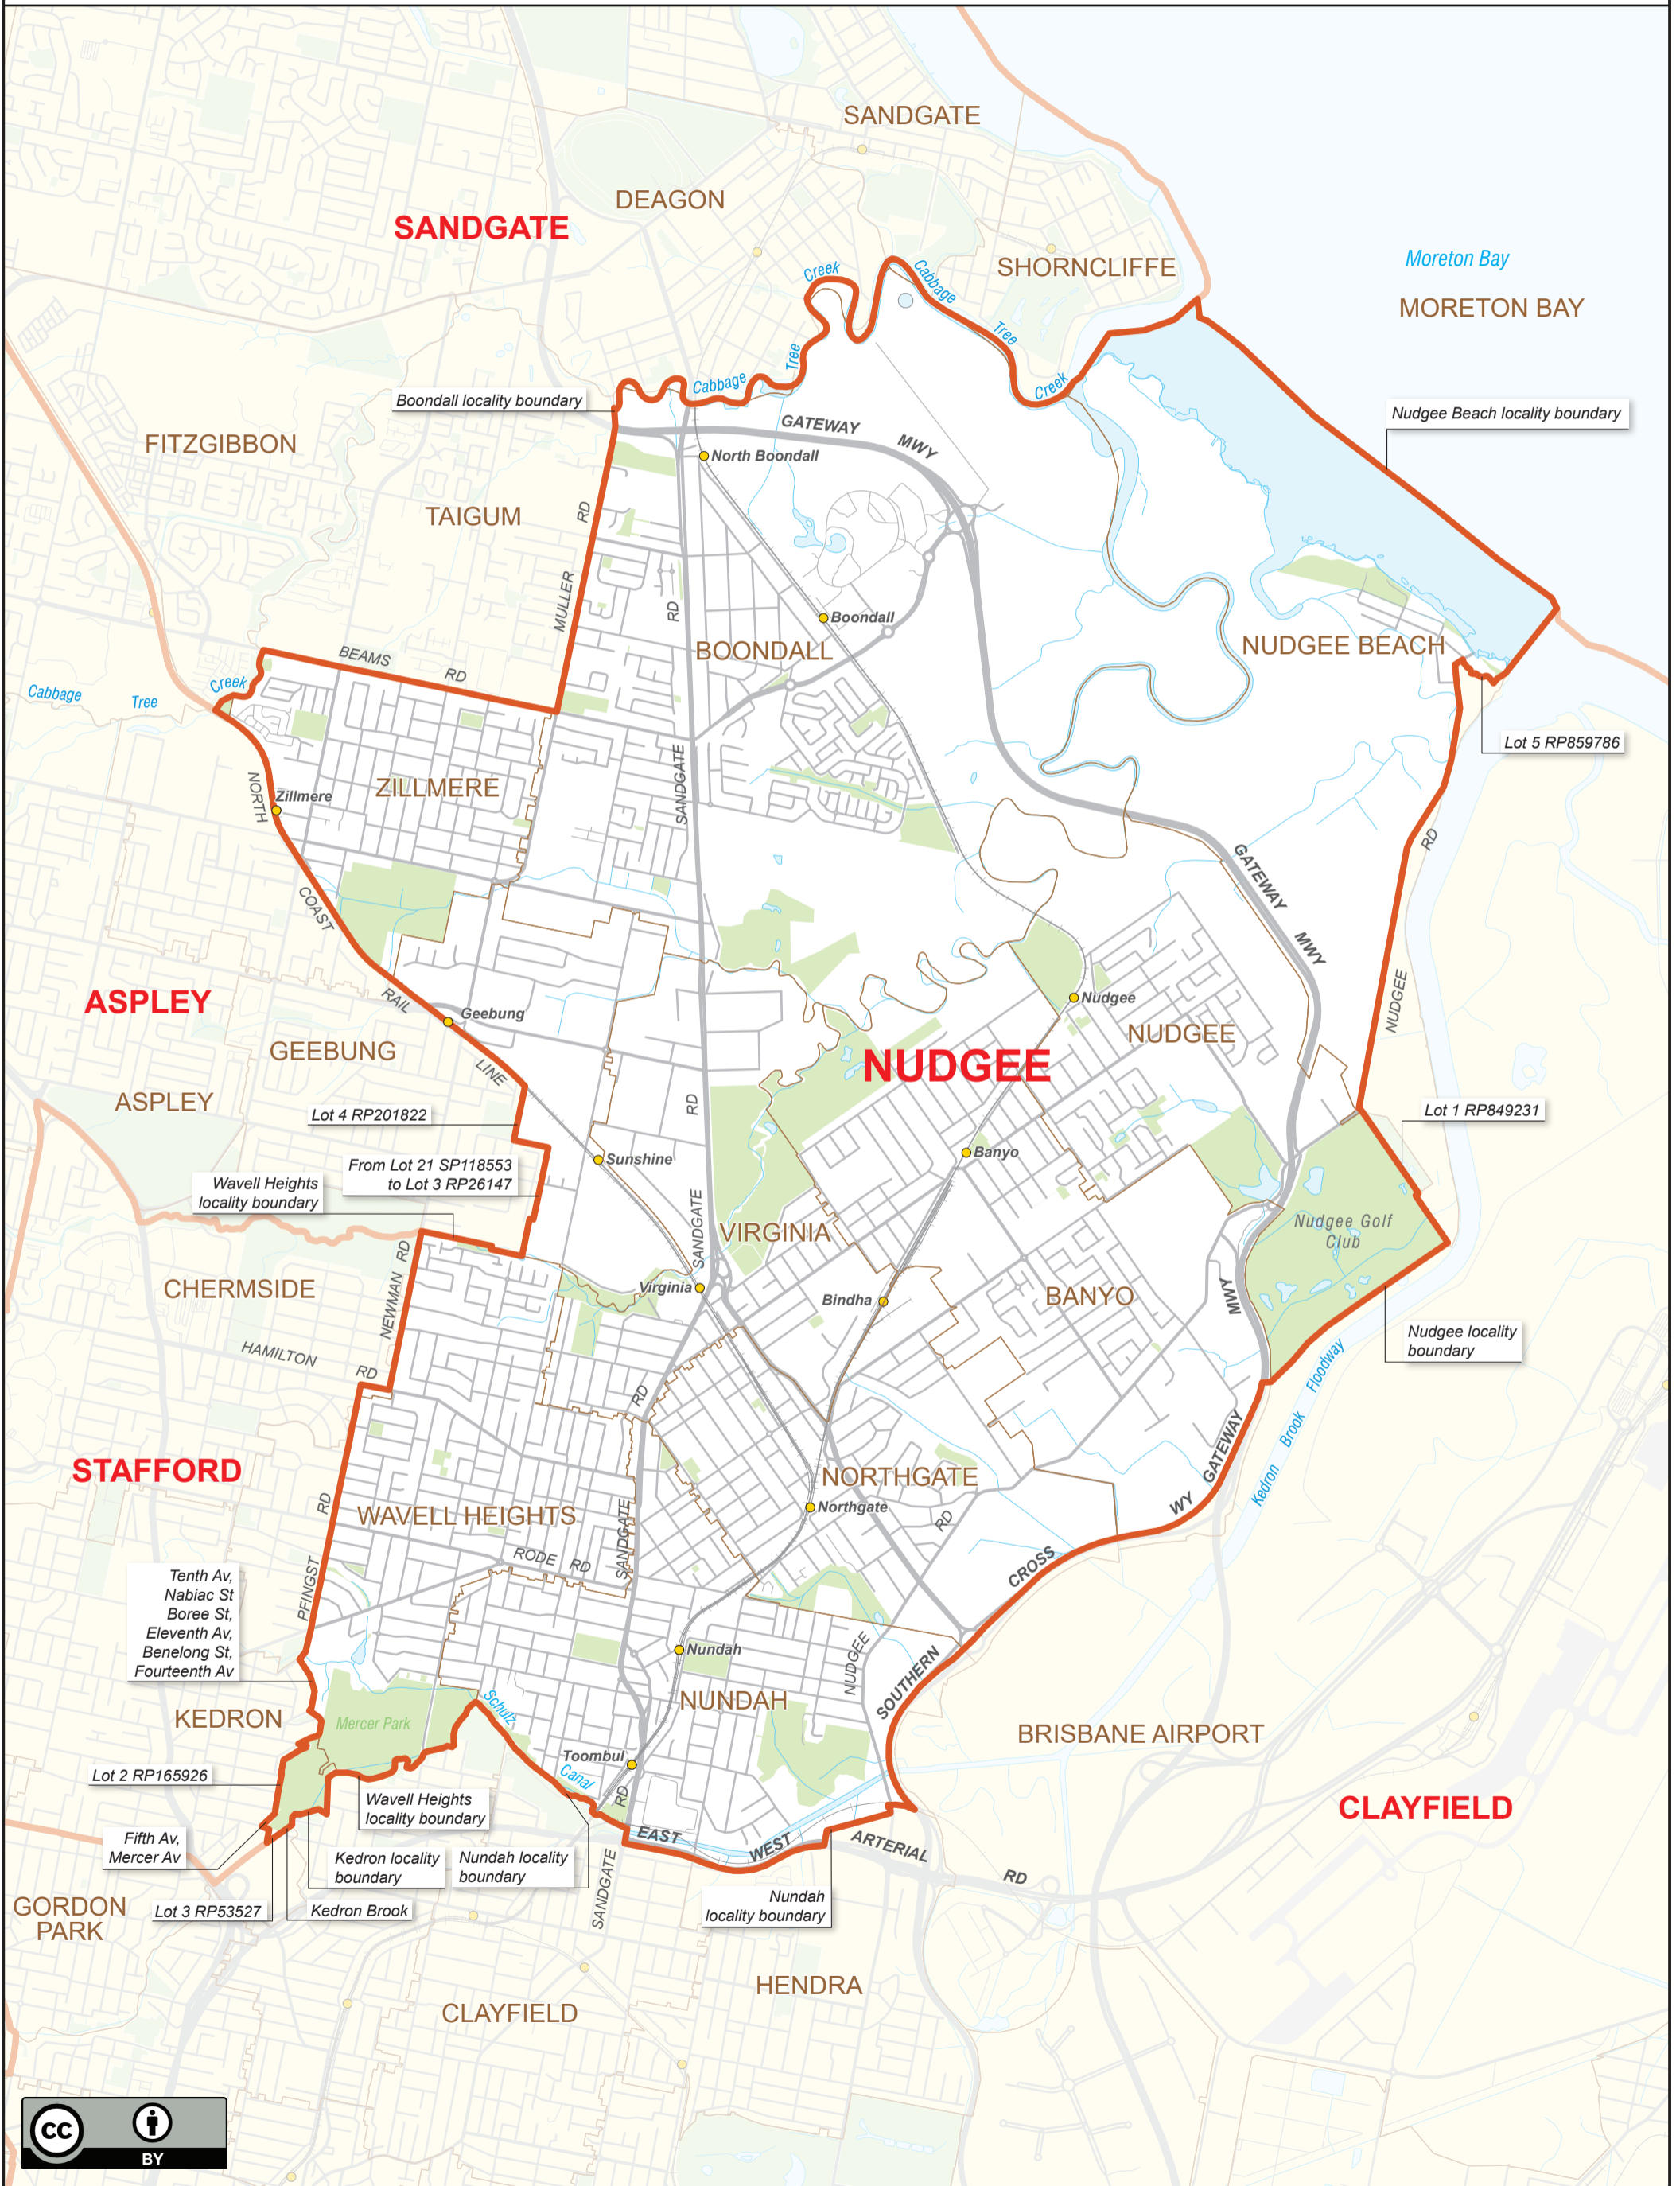 SANDGATE
DEAGON
SANDGATE
SHORNCLIFFE
Moreton Bay
MORETON BAY
Creek
Cabbage
Tree
Tree
Creek
Cabbage
Boondall locality boundary
Nudgee Beach locality boundary
GATEWAY
MWY
North Boondall
FITZGIBBON
TAIGUM
RD
MULLER
RD
Boondall
BOONDALL
NUDGEE BEACH
BEAMS
RD
Creek
Cabbage
Tree
Lot 5 RP859786
NORTH
Zillmere
ZILLMERE
SANDGATE
RD
GATEWAY
MWY
COAST
RAIL
Geebung
ASPLEY
GEEBUNG
LINE
Nudgee
NUDGEE
NUDGEE
NUDGEE
ASPLEY
RD
Lot 4 RP201822
Lot 1 RP849231
From Lot 21 SP118553
to Lot 3 RP26147
Sunshine
Banyo
Wavell Heights
locality boundary
SANDGATE
VIRGINIA
Nudgee Golf
Club
RD
NEWMAN
CHERMSIDE
Virginia
Bindha
BANYO
MWY
Nudgee locality
boundary
HAMILTON
RD
RD
Floodway
Brook
Kedron
GATEWAY
WY
STAFFORD
NORTHGATE
Northgate
RD
WAVELL HEIGHTS
SANDGATE
RD
RODE RD
CROSS
PFINGST
Tenth Av,
Nabiac St
Boree St,
Eleventh Av,
Benelong St,
Fourteenth Av
Nundah
NUDGEE
SOUTHERN
NUNDAH
Schulz
KEDRON
Mercer Park
BRISBANE AIRPORT
Toombul
Canal
RD
Lot 2 RP165926
Wavell Heights
locality boundary
CLAYFIELD
Fifth Av,
Mercer Av
EAST
WEST
ARTERIAL
RD
Kedron locality
boundary
Nundah locality
boundary
SANDGATE
Nundah
locality boundary
GORDON
PARK
Lot 3 RP53527
Kedron Brook
HENDRA
CLAYFIELD
CC
BY